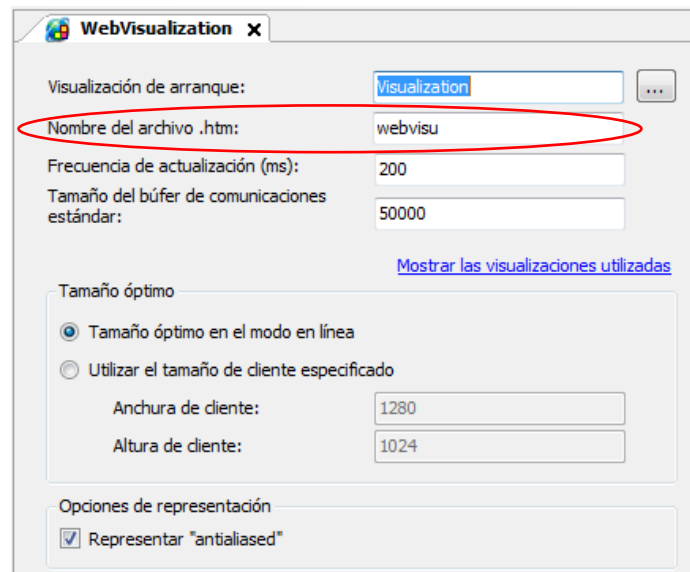 WebVisualization x
Visualización de arranque: Visualization ...
Nombre del archivo .htm: webvisu
Frecuencia de actualización (ms): 200
Tamaño del búfer de comunicaciones
estándar: 50000
Mostrar las visualizaciones utilizadas
Tamaño óptimo
Tamaño óptimo en el modo en línea
Utilizar el tamaño de cliente especificado
Anchura de cliente: 1280
Altura de cliente: 1024
Opciones de representación
Representar "antialiased"